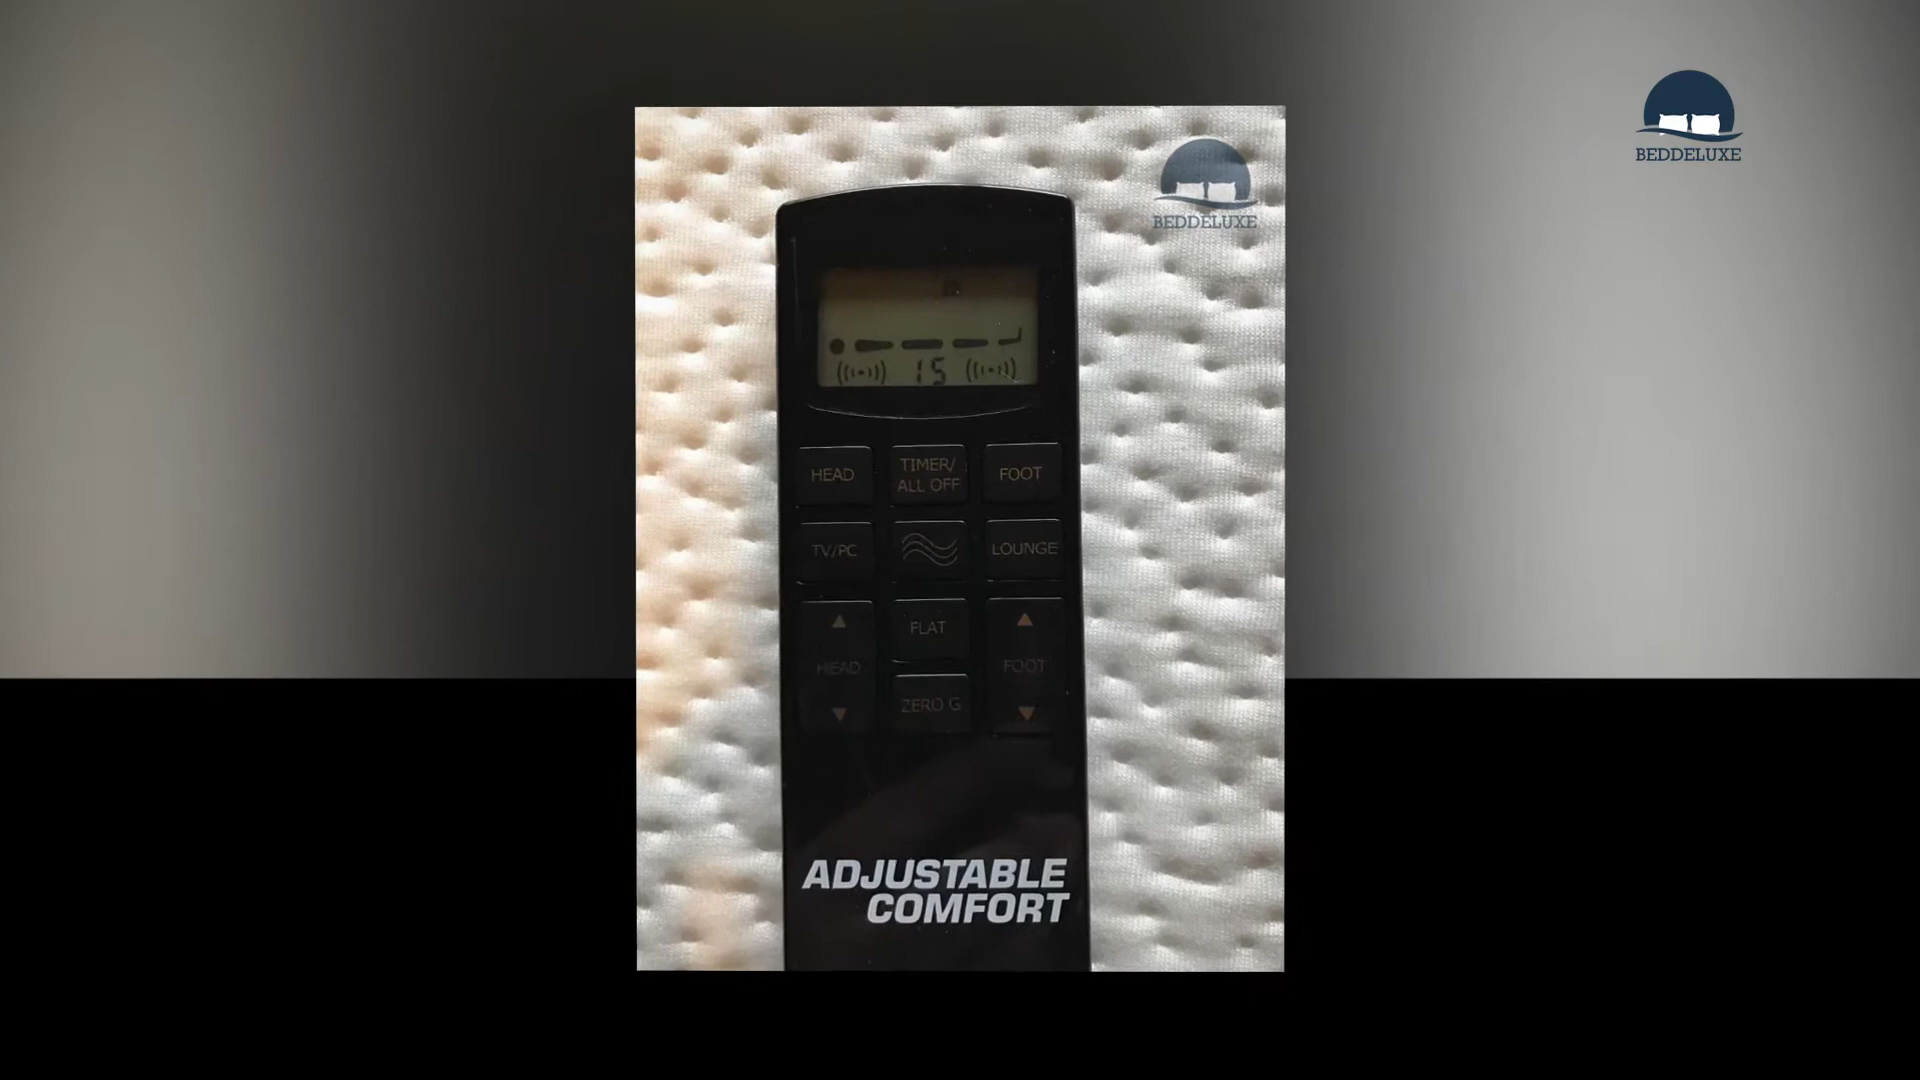 BEDDELUXE
BEDDELUXE
15
HEAD
TIMER/
ALL OFF
FOOT
TV/PC
LOUNGE
FLAT
HEAD
FOOT
ZERO G
ADJUSTABLE
COMFORT